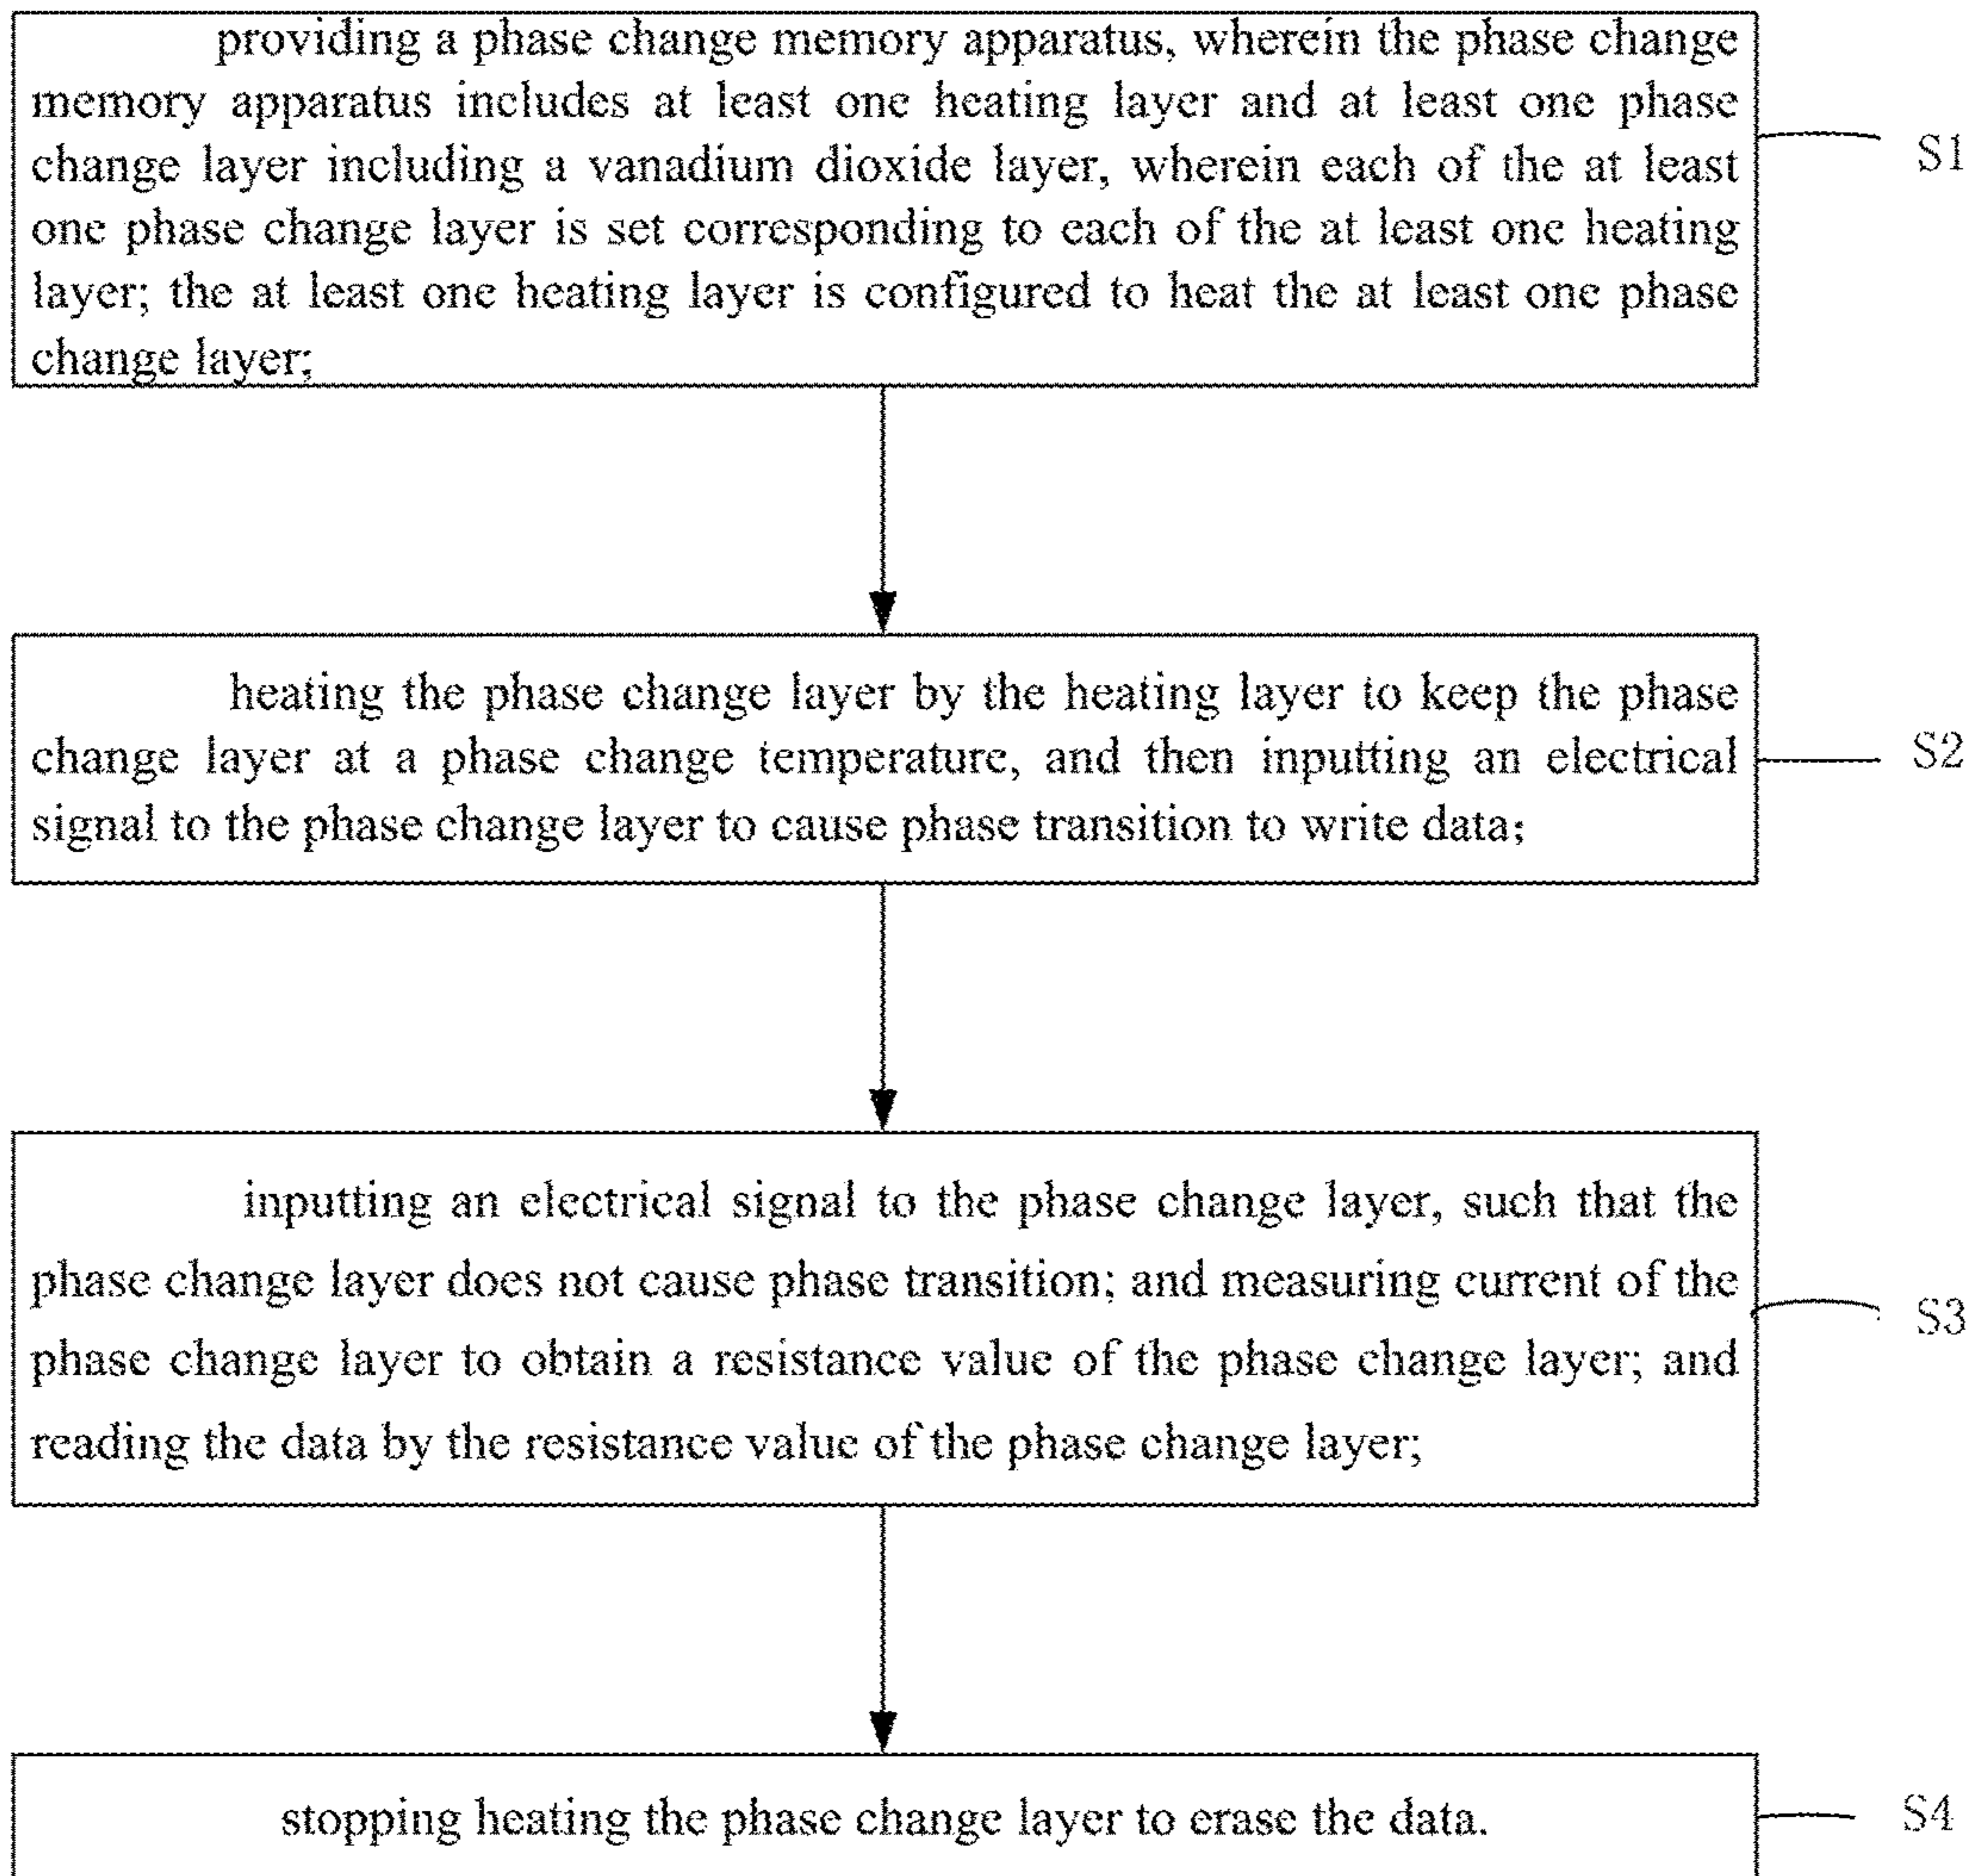 providing a phase change memory apparatus, wherein the phase change
memory apparatus includes at least one heating layer and at least one phase
change layer including a vanadium dioxide layer, wherein each of the at least
one phase change layer is set corresponding to each of the at least one heating
layer; the at least one heating layer is configured to heat the at least one phase
change layer;
S1
heating the phase change layer by the heating layer to keep the phase
change layer at a phase change temperature, and then inputting an electrical
signal to the phase change layer to cause phase transition to write data;
S2
inputting an electrical signal to the phase change layer, such that the
phase change layer does not cause phase transition; and measuring current of the
phase change layer to obtain a resistance value of the phase change layer; and
reading the data by the resistance value of the phase change layer;
S3
stopping heating the phase change layer to erase the data.
S4